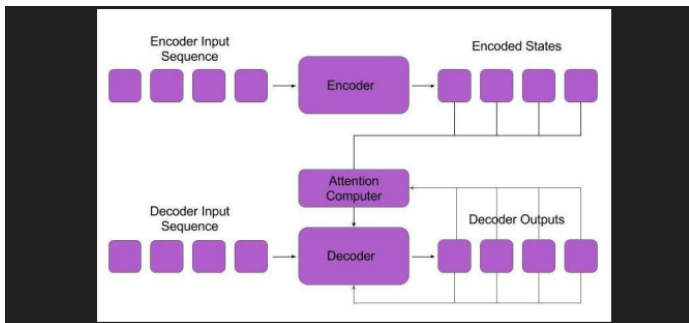 Encoder Input
Sequence
Encoder
Encoded States
Attention
Computer
Decoder Input
Sequence
Decoder
Decoder Outputs